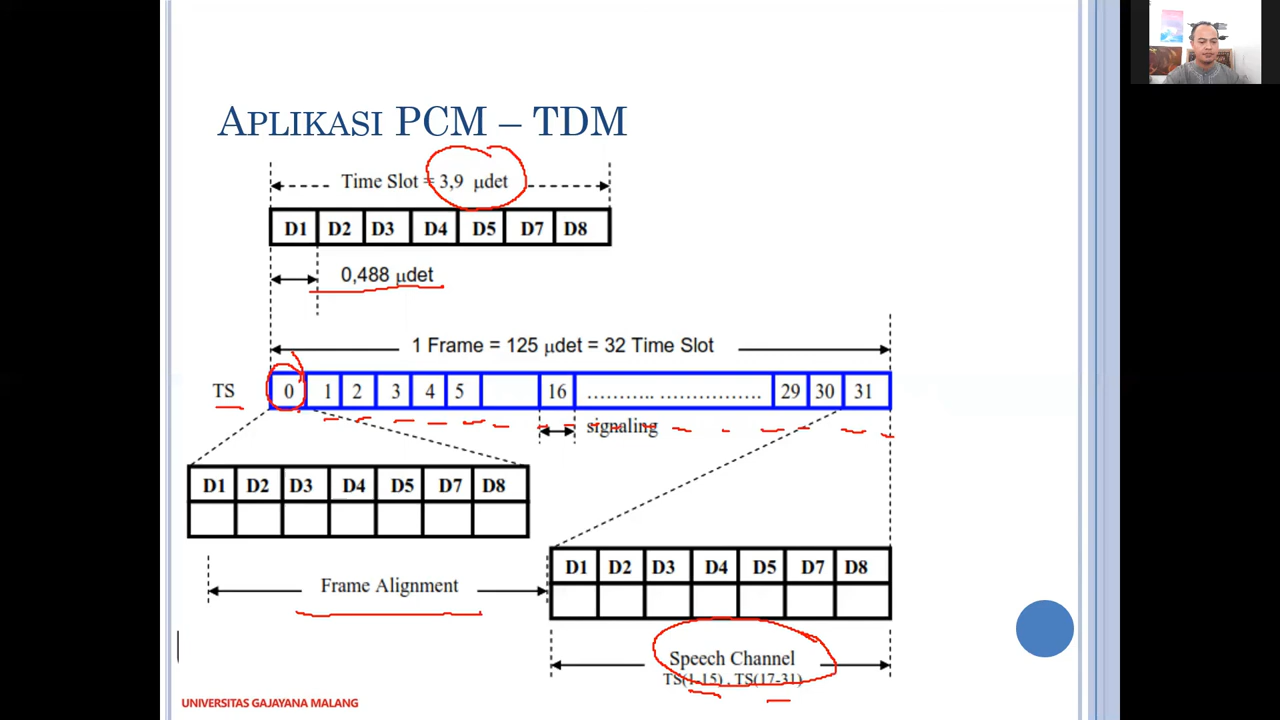 APLIKASI PCM – TDM
Time Slot = 3,9 µdet
D1 D2 D3 D4 D5 D7 D8
0,488 µdet
1 Frame = 125 µdet = 32 Time Slot
TS 0 1 2 3 4 5 16 ........... ................. 29 30 31
signaling
D1 D2 D3 D4 D5 D7 D8
Frame Alignment
D1 D2 D3 D4 D5 D7 D8
Speech Channel
TS(1-15) , TS(17-31)
UNIVERSITAS GAJAYANA MALANG